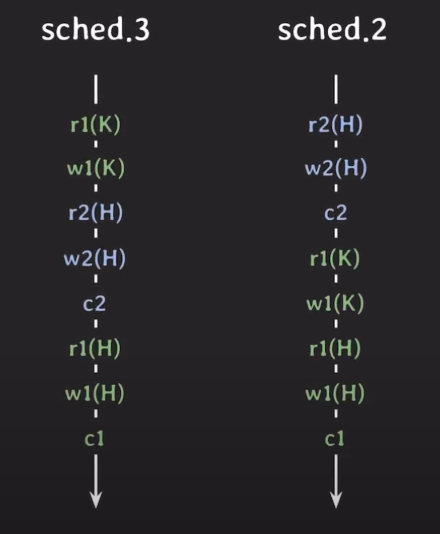 sched.3
r1(K)
w1(K)
r2(H)
w2(H)
c2
r1(H)
w1(H)
c1
sched.2
r2(H)
w2(H)
c2
r1(K)
w1(K)
r1(H)
w1(H)
c1